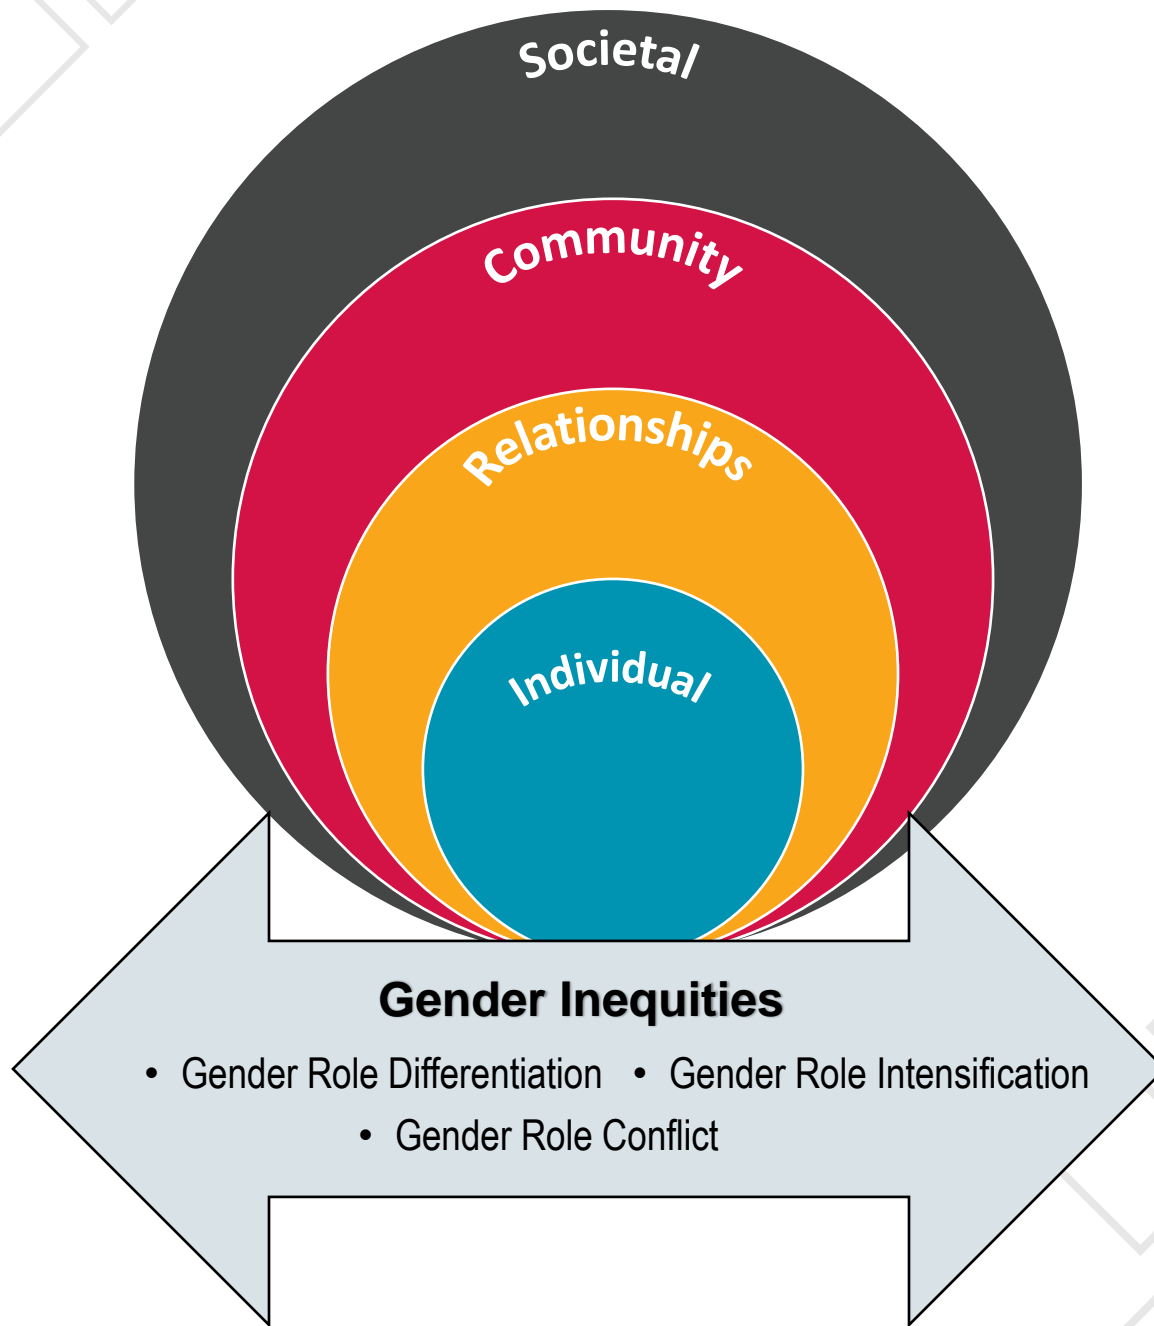 Societal
Community
Relationships
Individual
Gender Inequities
• Gender Role Differentiation • Gender Role Intensification
• Gender Role Conflict